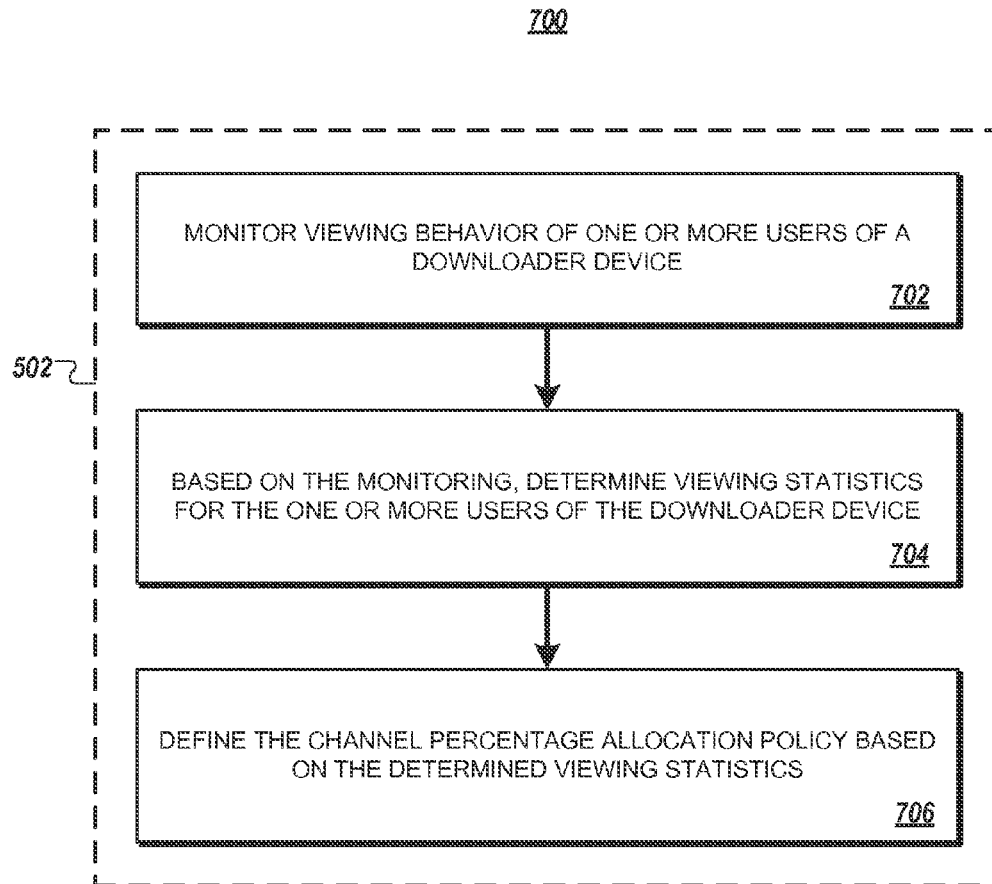 700
MONITOR VIEWING BEHAVIOR OF ONE OR MORE USERS OF A
DOWNLOADER DEVICE
702
502
BASED ON THE MONITORING, DETERMINE VIEWING STATISTICS
FOR THE ONE OR MORE USERS OF THE DOWNLOADER DEVICE
704
DEFINE THE CHANNEL PERCENTAGE ALLOCATION POLICY BASED
ON THE DETERMINED VIEWING STATISTICS
706